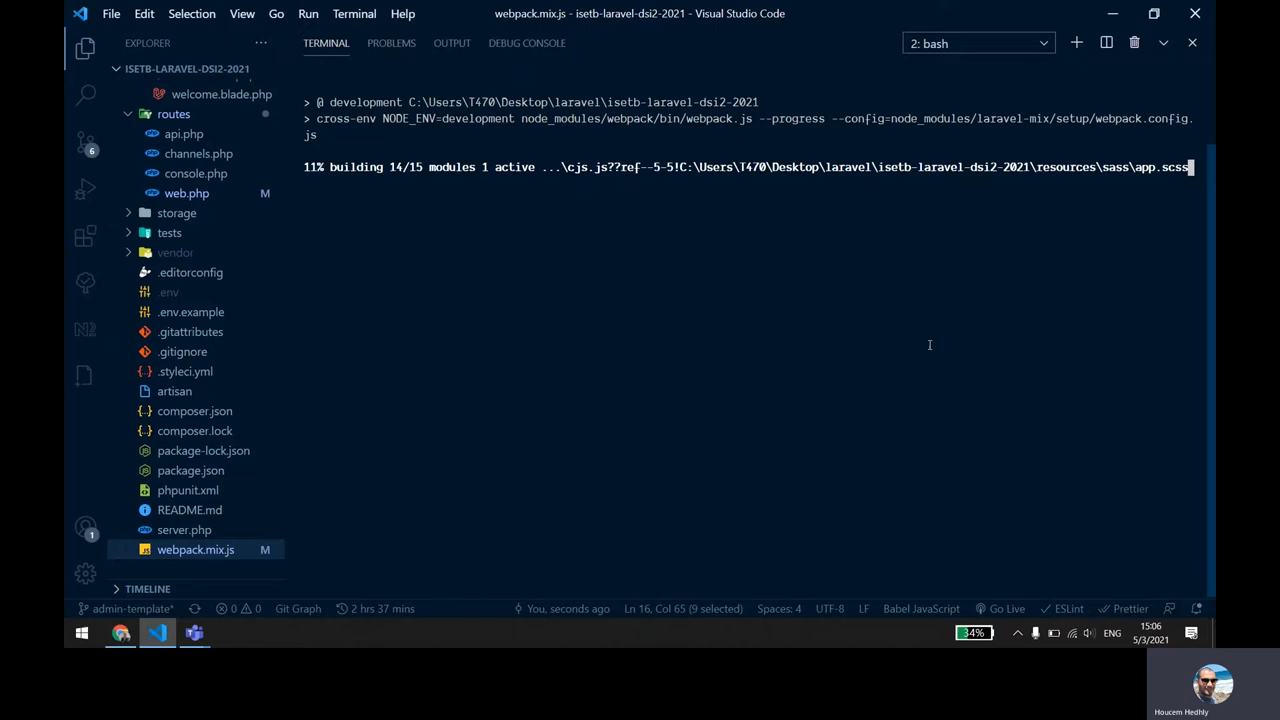 File Edit Selection View Go Run Terminal Help
webpack.mix.js - isetb-laravel-dsi2-2021 - Visual Studio Code
EXPLORER
TERMINAL PROBLEMS OUTPUT DEBUG CONSOLE
2: bash
ISETB-LARAVEL-DSI2-2021
welcome.blade.php
routes
api.php
channels.php
console.php
web.php M
storage
tests
vendor
.editorconfig
.env
.env.example
.gitattributes
.gitignore
.styleci.yml
artisan
composer.json
composer.lock
package-lock.json
package.json
phpunit.xml
README.md
server.php
webpack.mix.js M
TIMELINE
> @ development C:\Users\T470\Desktop\laravel\isetb-laravel-dsi2-2021
> cross-env NODE_ENV=development node_modules/webpack/bin/webpack.js --progress --config=node_modules/laravel-mix/setup/webpack.config.
js
11% building 14/15 modules 1 active ...\cjs.js??ref--5-5!C:\Users\T470\Desktop\laravel\isetb-laravel-dsi2-2021\resources\sass\app.scss
6
1
admin-template* 0 0 Git Graph 2 hrs 37 mins You, seconds ago Ln 16, Col 65 (9 selected) Spaces: 4 UTF-8 LF Babel JavaScript Go Live ESLint Prettier
34% ENG
15:06
5/3/2021
Houcem Hedhly